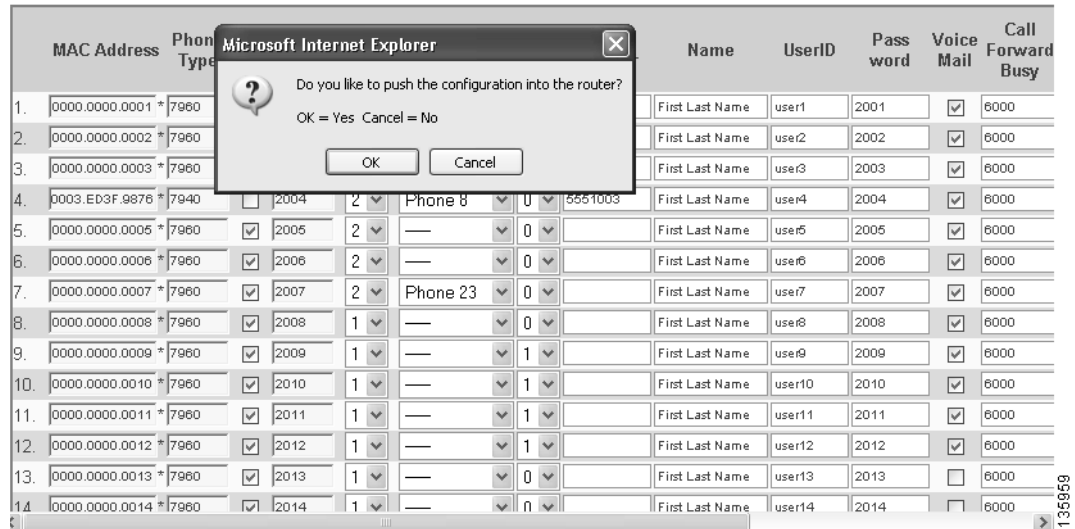 MAC Address Phon Type Name UserID Pass word Voice Mail Call Forward Busy
Microsoft Internet Explorer
Do you like to push the configuration into the router?
OK = Yes Cancel = No
OK Cancel
1. 0000.0000.0001 * 7960 First Last Name user1 2001 6000
2. 0000.0000.0002 * 7960 First Last Name user2 2002 6000
3. 0000.0000.0003 * 7960 First Last Name user3 2003 6000
4. 0003.ED3F.9876 * 7940 2004 2 Phone 8 0 5551003 First Last Name user4 2004 6000
5. 0000.0000.0005 * 7960 2005 2 — 0 First Last Name user5 2005 6000
6. 0000.0000.0006 * 7960 2006 2 — 0 First Last Name user6 2006 6000
7. 0000.0000.0007 * 7960 2007 2 Phone 23 0 First Last Name user7 2007 6000
8. 0000.0000.0008 * 7960 2008 1 — 0 First Last Name user8 2008 6000
9. 0000.0000.0009 * 7960 2009 1 — 1 First Last Name user9 2009 6000
10. 0000.0000.0010 * 7960 2010 1 — 1 First Last Name user10 2010 6000
11. 0000.0000.0011 * 7960 2011 1 — 1 First Last Name user11 2011 6000
12. 0000.0000.0012 * 7960 2012 1 — 1 First Last Name user12 2012 6000
13. 0000.0000.0013 * 7960 2013 1 — 0 First Last Name user13 2013 6000
14. 0000.0000.0014 * 7960 2014 1 — 0 First Last Name user14 2014 6000
135959